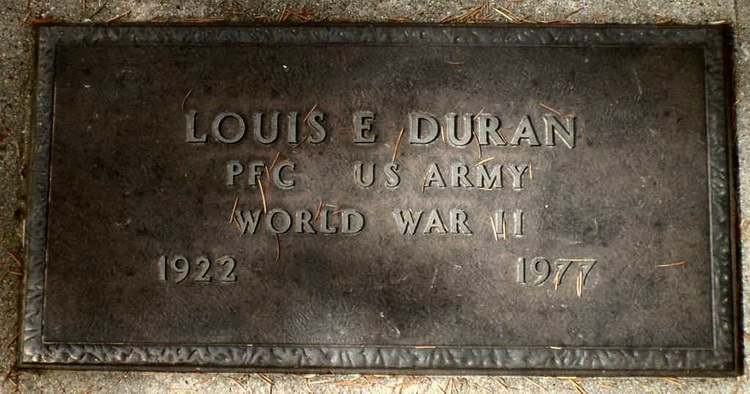 LOUIS E DURAN
PFC US ARMY
WORLD WAR II
1922 1977